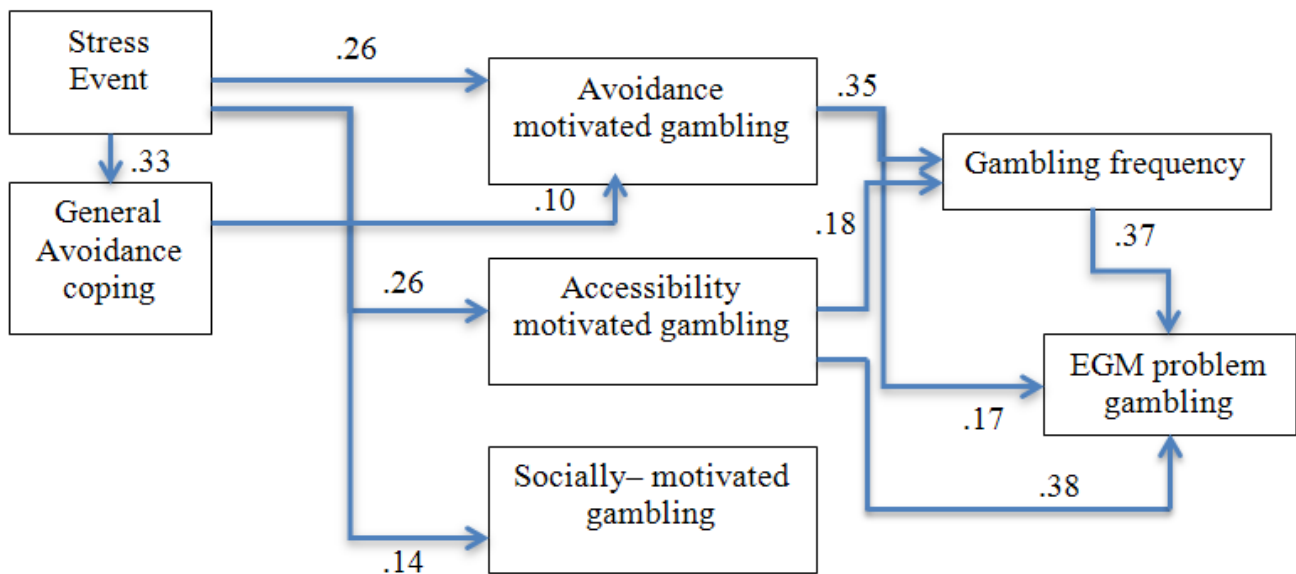 Stress
Event
.26
Avoidance
motivated gambling
.35
Gambling frequency
.33
General
Avoidance
coping
.10
.18
.37
.26
Accessibility
motivated gambling
EGM problem
gambling
.17
Socially– motivated
gambling
.38
.14